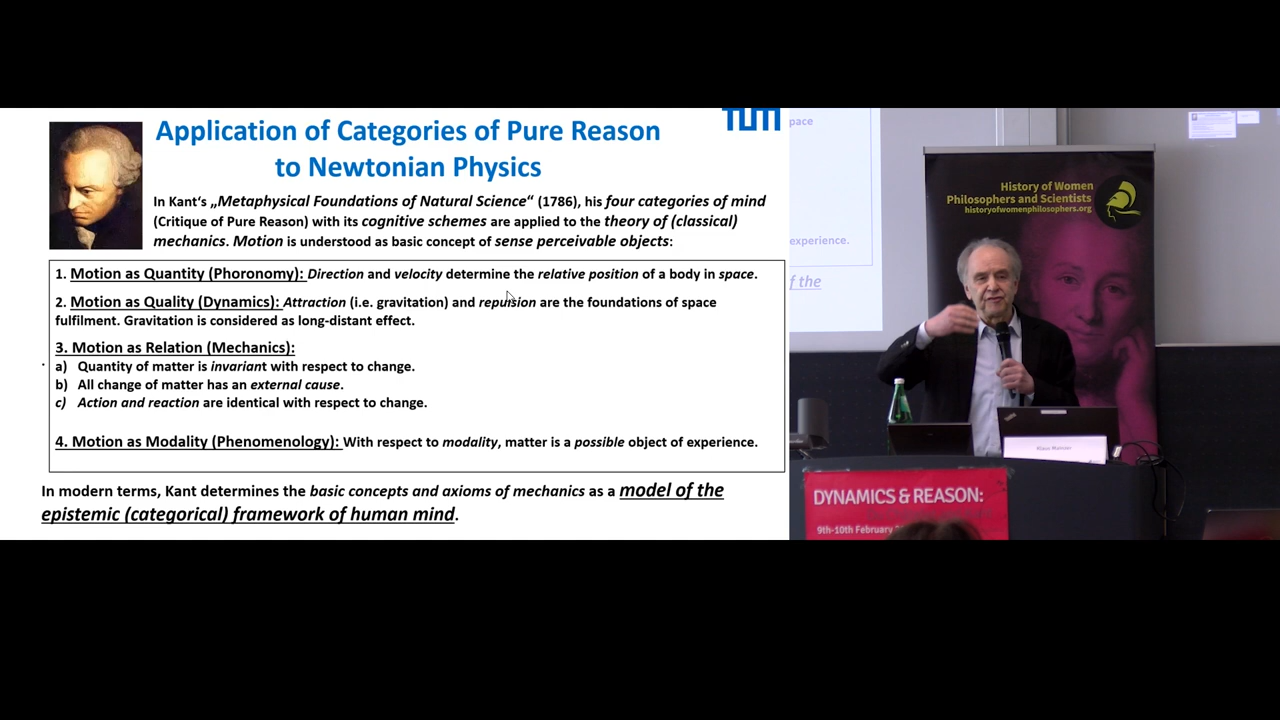 TUM
Application of Categories of Pure Reason
to Newtonian Physics
In Kant‘s „Metaphysical Foundations of Natural Science“ (1786), his four categories of mind
(Critique of Pure Reason) with its cognitive schemes are applied to the theory of (classical)
mechanics. Motion is understood as basic concept of sense perceivable objects:
1. Motion as Quantity (Phoronomy): Direction and velocity determine the relative position of a body in space.
2. Motion as Quality (Dynamics): Attraction (i.e. gravitation) and repulsion are the foundations of space
fulfilment. Gravitation is considered as long-distant effect.
3. Motion as Relation (Mechanics):
a) Quantity of matter is invariant with respect to change.
b) All change of matter has an external cause.
c) Action and reaction are identical with respect to change.
4. Motion as Modality (Phenomenology): With respect to modality, matter is a possible object of experience.
In modern terms, Kant determines the basic concepts and axioms of mechanics as a model of the
epistemic (categorical) framework of human mind.
pace
experience.
f the
History of Women
Philosophers and Scientists
historyofwomenphilosophers.org
DYNAMICS & REASON:
9th-10th February